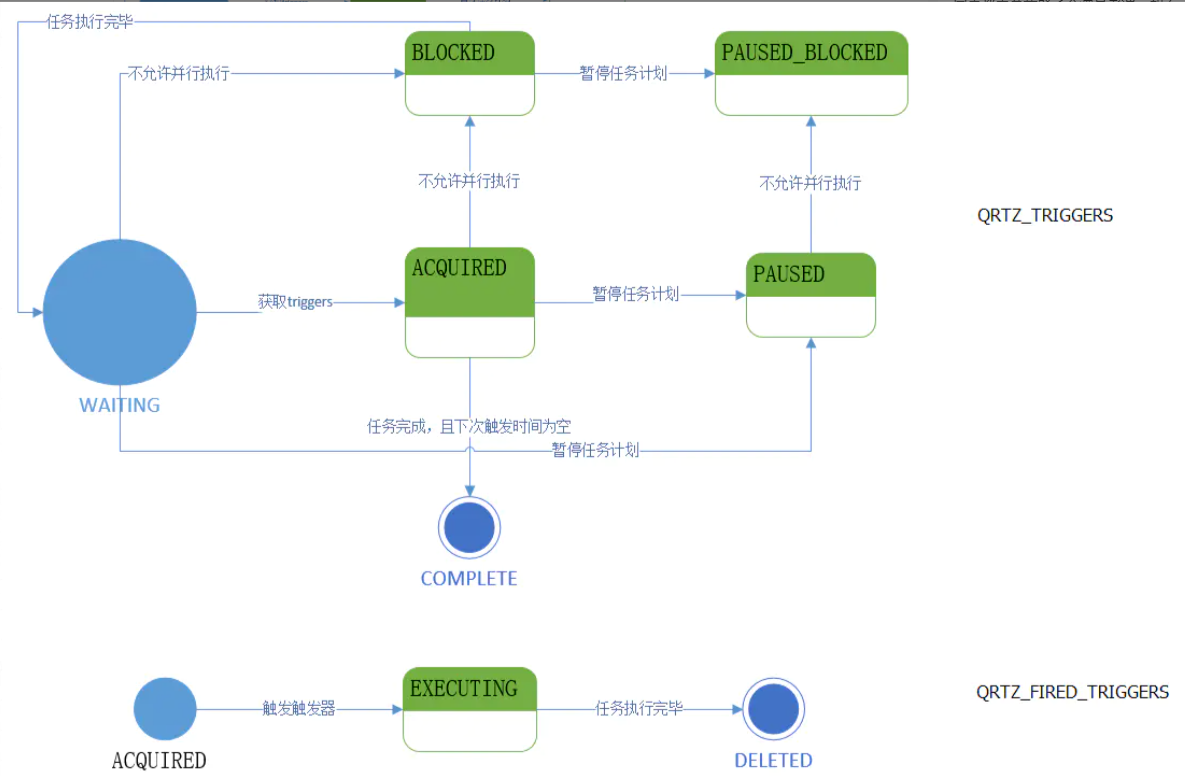 任务执行完毕
BLOCKED
PAUSED_BLOCKED
不允许并行执行
暂停任务计划
不允许并行执行
不允许并行执行
QRTZ_TRIGGERS
ACQUIRED
PAUSED
获取triggers
暂停任务计划
WAITING
任务完成，且下次触发时间为空
暂停任务计划
COMPLETE
EXECUTING
QRTZ_FIRED_TRIGGERS
触发触发器
任务执行完毕
ACQUIRED
DELETED